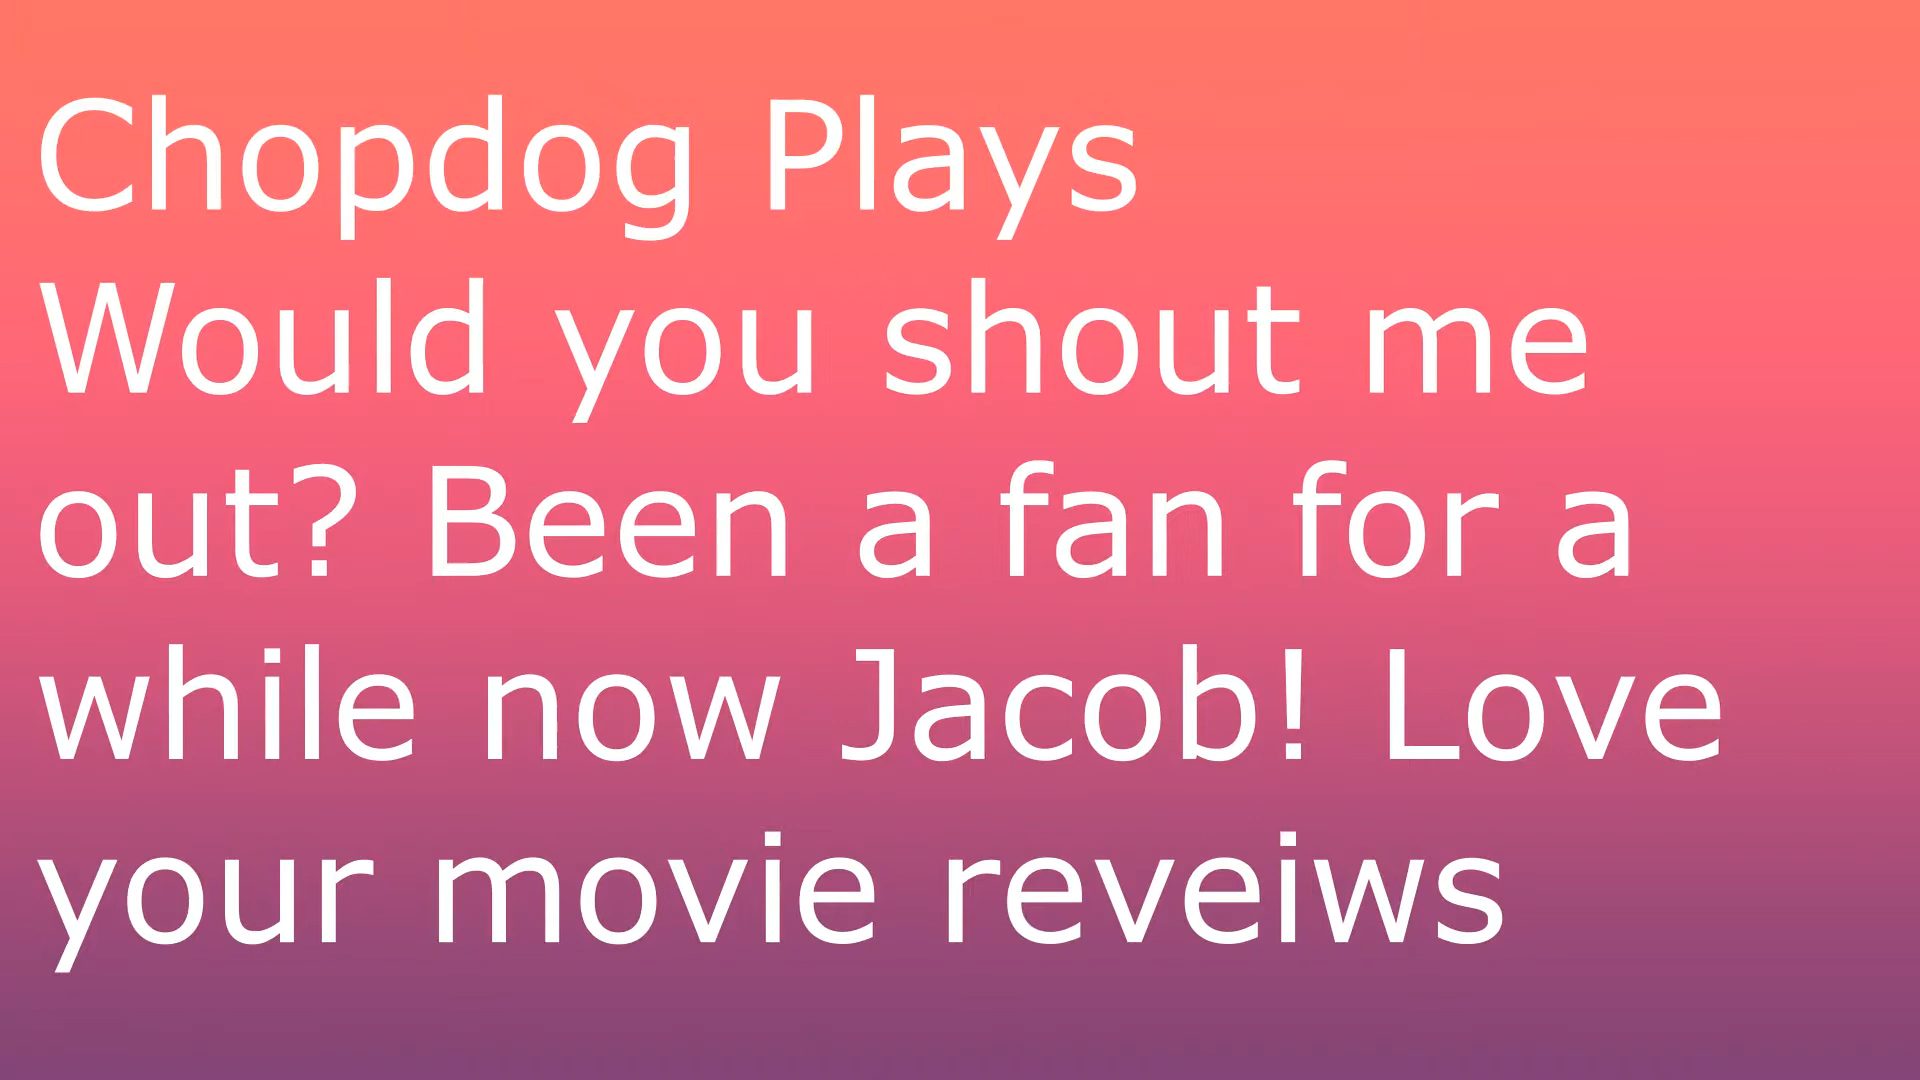 Chopdog Plays
Would you shout me
out? Been a fan for a
while now Jacob! Love
your movie reveiws